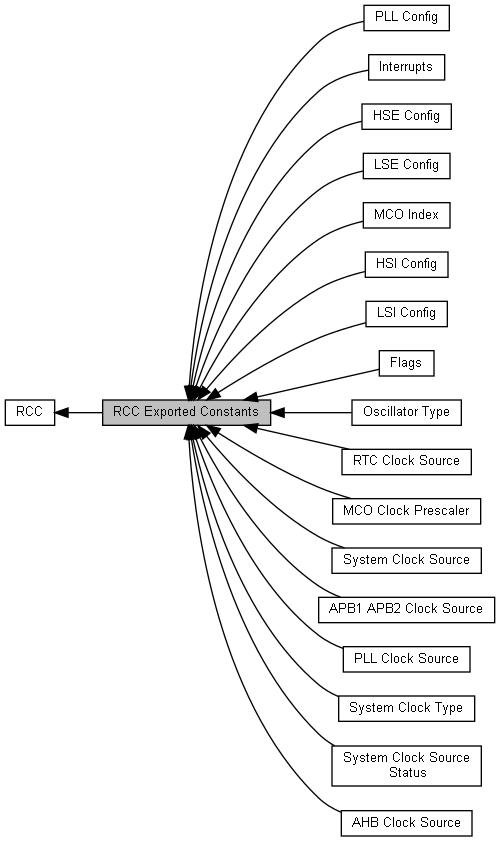 PLL Config
Interrupts
HSE Config
LSE Config
MCO Index
HSI Config
LSI Config
Flags
RCC
RCC Exported Constants
Oscillator Type
RTC Clock Source
MCO Clock Prescaler
System Clock Source
APB1 APB2 Clock Source
PLL Clock Source
System Clock Type
System Clock Source
Status
AHB Clock Source